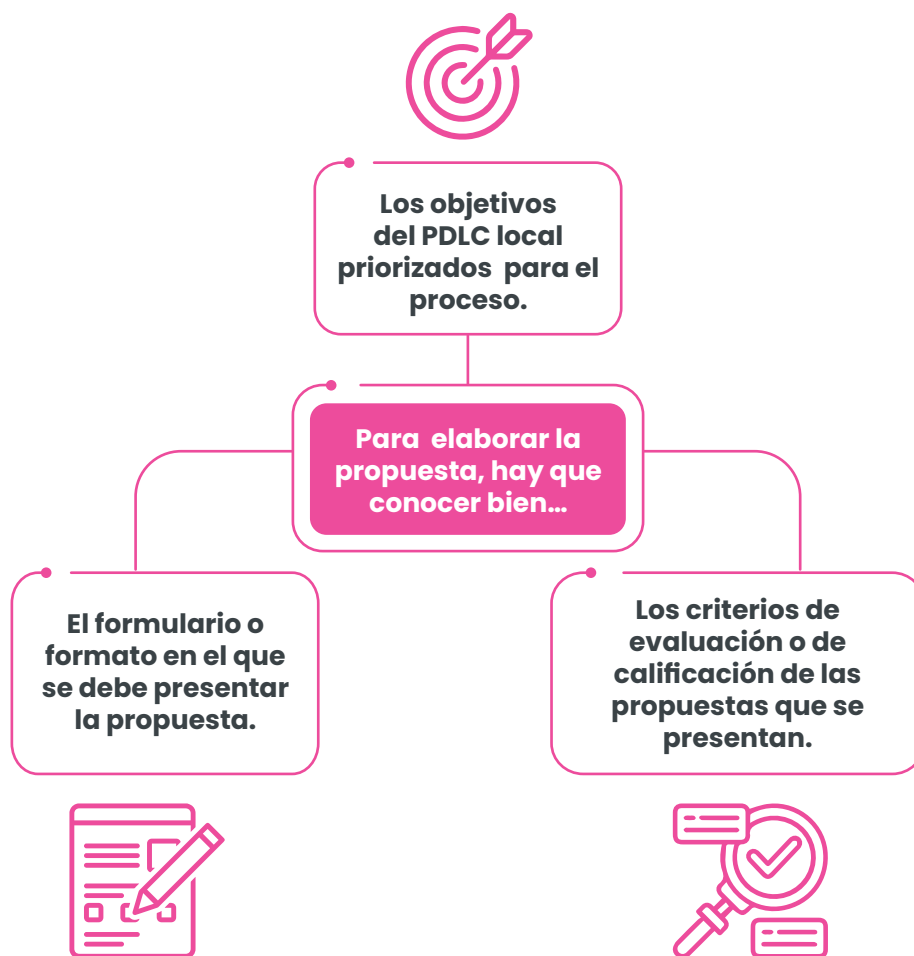 Los objetivos
del PDLC local
priorizados para el
proceso.
Para elaborar la
propuesta, hay que
conocer bien...
El formulario o
formato en el que
se debe presentar
la propuesta.
Los criterios de
evaluación o de
calificación de las
propuestas que se
presentan.